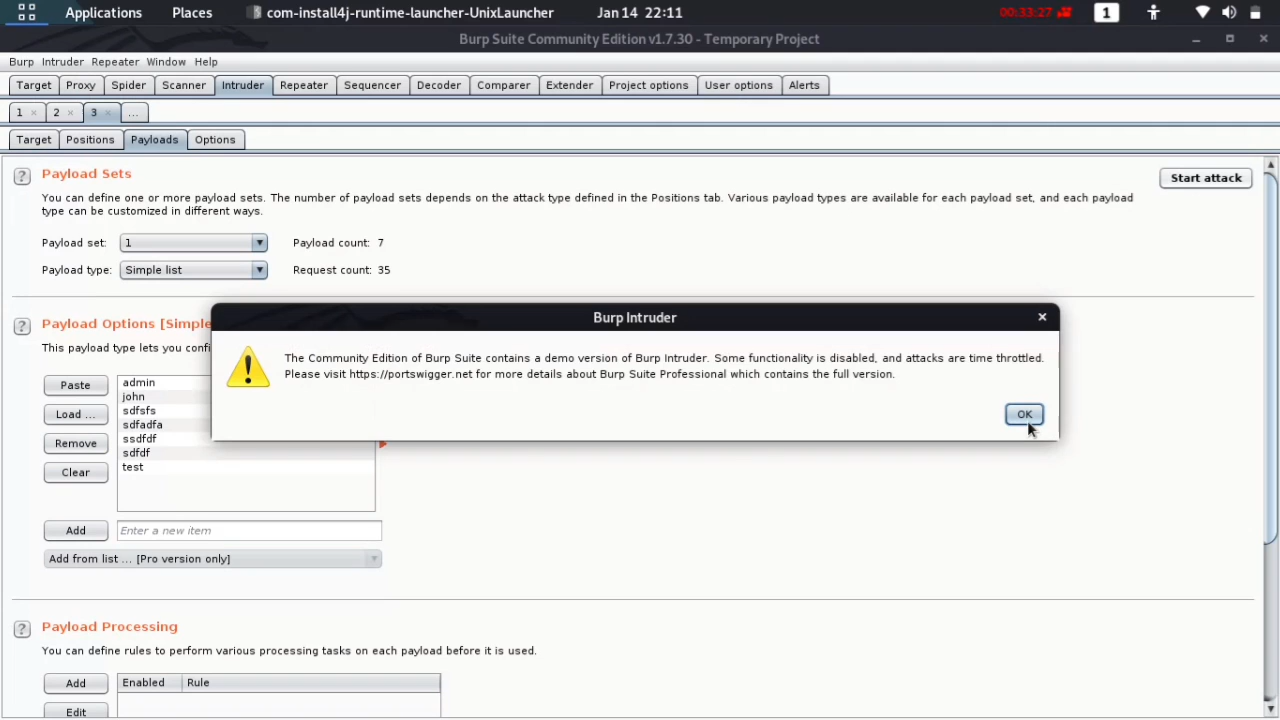 Applications Places com-install4j-runtime-launcher-UnixLauncher Jan 14 22:11 00:33:27 1
Burp Suite Community Edition v1.7.30 - Temporary Project
Burp Intruder Repeater Window Help
Target Proxy Spider Scanner Intruder Repeater Sequencer Decoder Comparer Extender Project options User options Alerts
1 × 2 × 3 × ...
Target Positions Payloads Options
? Payload Sets Start attack
You can define one or more payload sets. The number of payload sets depends on the attack type defined in the Positions tab. Various payload types are available for each payload set, and each payload
type can be customized in different ways.
Payload set: 1 Payload count: 7
Payload type: Simple list Request count: 35
Burp Intruder
? Payload Options [Simple
This payload type lets you confi
The Community Edition of Burp Suite contains a demo version of Burp Intruder. Some functionality is disabled, and attacks are time throttled.
Please visit https://portswigger.net for more details about Burp Suite Professional which contains the full version.
OK
Paste admin
john
Load ... sdfsfs
sdfadfa
Remove ssdfdf
sdfdf
Clear test
Add Enter a new item
Add from list ... [Pro version only]
? Payload Processing
You can define rules to perform various processing tasks on each payload before it is used.
Add Enabled Rule
Edit